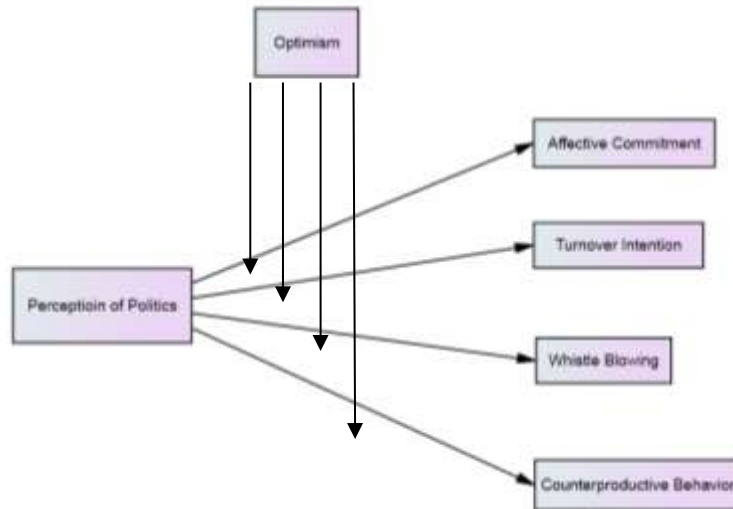 Optimism
Affective Commitment
Turnover Intention
Perceptioin of Politics
Whistle Blowing
Counterproductive Behavior